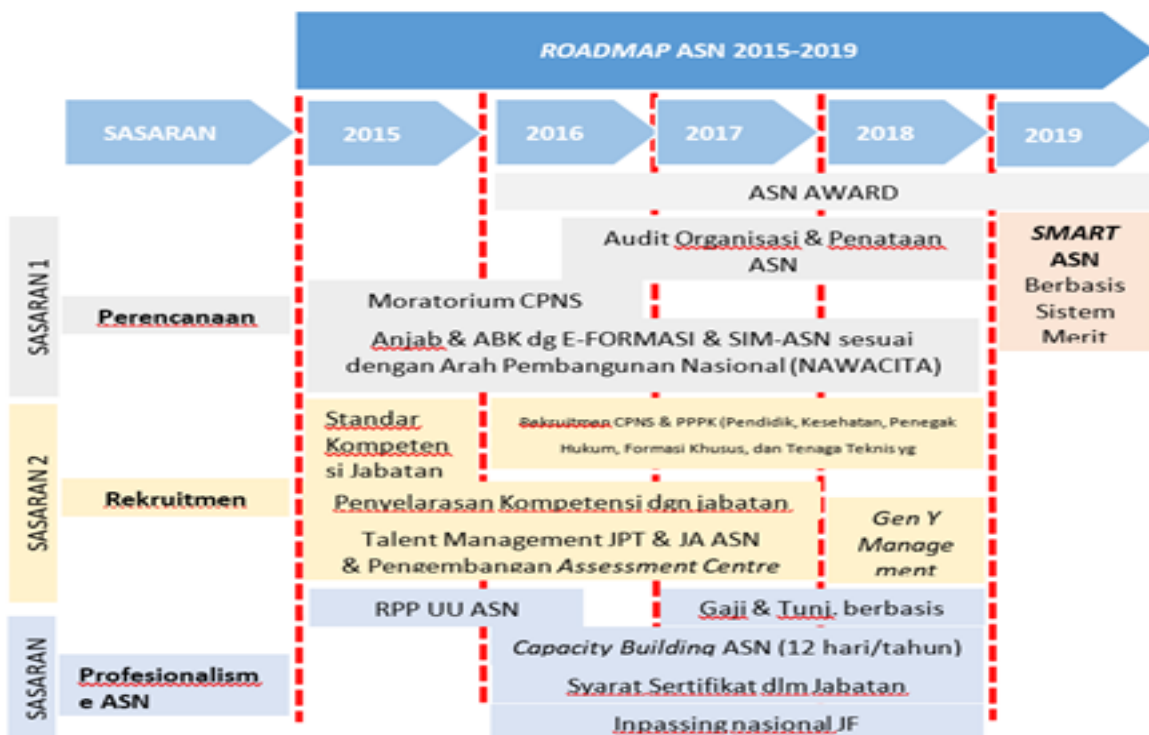 ROADMAP ASN 2015-2019
SASARAN
2015
2016
2017
2018
2019
ASN AWARD
SASARAN 1
Perencanaan
Audit Organisasi & Penataan
ASN
Moratorium CPNS
Anjab & ABK dg E-FORMASI & SIM-ASN sesuai
dengan Arah Pembangunan Nasional (NAWACITA)
SMART
ASN
Berbasis
Sistem
Merit
SASARAN 2
Rekruitmen
Standar
Kompeten
si Jabatan
Rekruitmen CPNS & PPPK (Pendidik, Kesehatan, Penegak
Hukum, Formasi Khusus, dan Tenaga Teknis yg
Penyelarasan Kompetensi dgn jabatan
Talent Management JPT & JA ASN
& Pengembangan Assessment Centre
Gen Y
Manage
ment
SASARAN
Profesionalism
e ASN
RPP UU ASN
Gaji & Tunj. berbasis
Capacity Building ASN (12 hari/tahun)
Syarat Sertifikat dlm Jabatan
Inpassing nasional JF